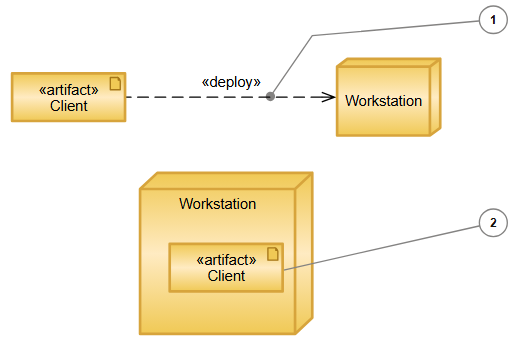 1
«deploy»
«artifact»
Client
Workstation
Workstation
2
«artifact»
Client